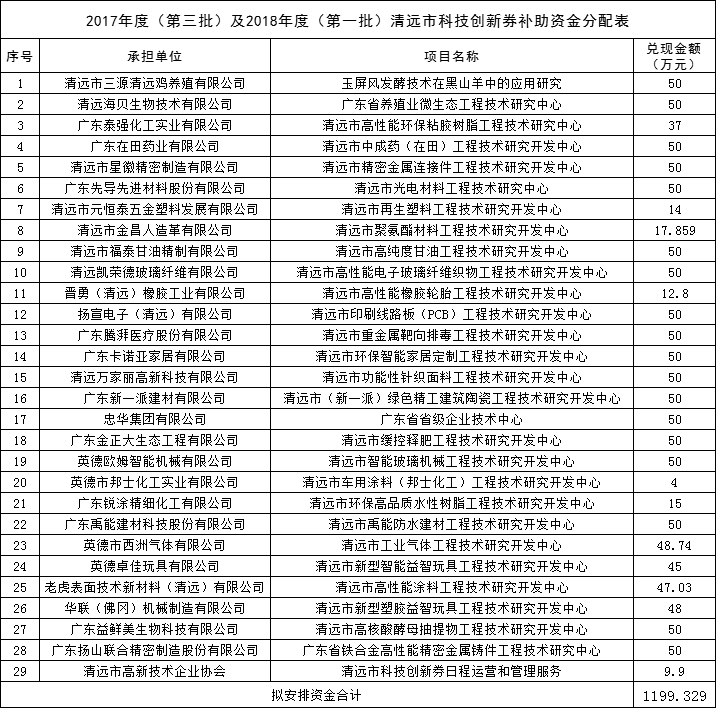 2017年度（第三批）及2018年度（第一批）清远市科技创新券补助资金分配表
序号 承担单位 项目名称 兑现金额（万元）
1 清远市三源清远鸡养殖有限公司 玉屏风发酵技术在黑山羊中的应用研究 50
2 清远海贝生物技术有限公司 广东省养殖业微生态工程技术研究中心 50
3 广东泰强化工实业有限公司 清远市高性能环保粘胶树脂工程技术研究中心 37
4 广东在田药业有限公司 清远市中成药（在田）工程技术研究开发中心 50
5 清远市星徽精密制造有限公司 清远市精密金属连接件工程技术研究开发中心 50
6 广东先导先进材料股份有限公司 清远市光电材料工程技术研究中心 50
7 清远市元恒泰五金塑料发展有限公司 清远市再生塑料工程技术研究开发中心 14
8 清远市金昌人造革有限公司 清远市聚氨酯材料工程技术研究开发中心 17.859
9 清远市福泰甘油精制有限公司 清远市高纯度甘油工程技术研究开发中心 50
10 清远凯荣德玻璃纤维有限公司 清远市高性能电子玻璃纤维织物工程技术研究开发中心 50
11 晋勇（清远）橡胶工业有限公司 清远市高性能橡胶轮胎工程技术研究开发中心 12.8
12 扬宣电子（清远）有限公司 清远市印刷线路板（PCB）工程技术研究开发中心 50
13 广东腾湃医疗股份有限公司 清远市重金属靶向排毒工程技术研究开发中心 50
14 广东卡诺亚家居有限公司 清远市环保智能家居定制工程技术研究开发中心 50
15 清远万家丽高新科技有限公司 清远市功能性针织面料工程技术研究开发中心 50
16 广东新一派建材有限公司 清远市（新一派）绿色精工建筑陶瓷工程技术研究开发中心 50
17 忠华集团有限公司 广东省省级企业技术中心 50
18 广东金正大生态工程有限公司 清远市缓控释肥工程技术研究开发中心 50
19 英德欧姆智能机械有限公司 清远市智能玻璃机械工程技术研究开发中心 50
20 英德市邦士化工实业有限公司 清远市车用涂料（邦士化工）工程技术研究开发中心 4
21 广东锐涂精细化工有限公司 清远市环保高品质水性树脂工程技术研究开发中心 15
22 广东禹能建材科技股份有限公司 清远市禹能防水建材工程技术研究开发中心 50
23 英德市西洲气体有限公司 清远市工业气体工程技术研究开发中心 48.74
24 英德卓佳玩具有限公司 清远市新型智能益智玩具工程技术研究开发中心 45
25 老虎表面技术新材料（清远）有限公司 清远市高性能涂料工程技术研究开发中心 47.03
26 华联（佛冈）机械制造有限公司 清远市新型塑胶益智玩具工程技术研究开发中心 48
27 广东益鲜美生物科技有限公司 清远市高核酸酵母抽提物工程技术研究开发中心 50
28 广东扬山联合精密制造股份有限公司 广东省铁合金高性能精密金属铸件工程技术研究中心 50
29 清远市高新技术企业协会 清远市科技创新券日程运营和管理服务 9.9
拟安排资金合计 1199.329